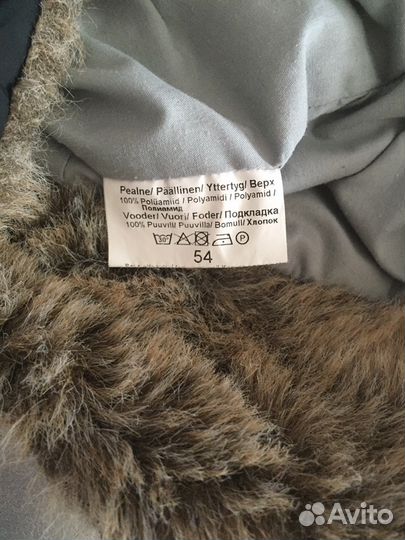 Pealne/ Päällinen/ Yttertyg/ Верх
100% Polüamiid / Polyamidi / Polyamid /
Полиамид
Vooder/ Vuori/ Foder/ Подкладка
100% Puuvill/ Puuvilla/ Bomull/ Хлопок
30° A P
54
Avito